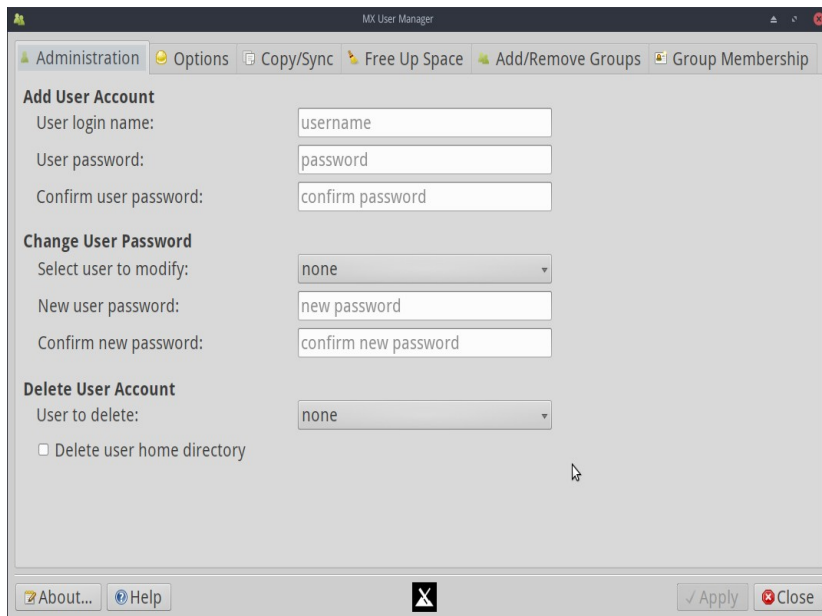 MX User Manager
Administration Options Copy/Sync Free Up Space Add/Remove Groups Group Membership
Add User Account
User login name: username
User password: password
Confirm user password: confirm password
Change User Password
Select user to modify: none
New user password: new password
Confirm new password: confirm new password
Delete User Account
User to delete: none
Delete user home directory
About... Help Apply Close